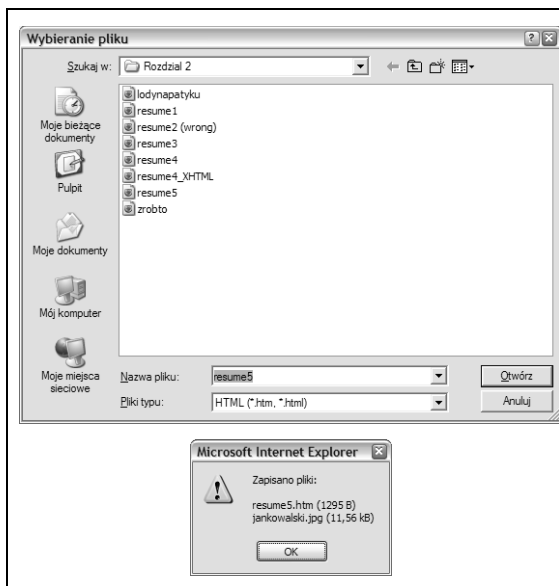 Wybieranie pliku
Szukaj w: Rozdzial 2
lodynapatyku
resume1
resume2 (wrong)
resume3
resume4
resume4_XHTML
resume5
zrobto
Moje bieżące
dokumenty
Pulpit
Moje dokumenty
Mój komputer
Moje miejsca
sieciowe
Nazwa pliku: resume5 Otwórz
Pliki typu: HTML (*.htm, *.html) Anuluj
Microsoft Internet Explorer
Zapisano pliki:
resume5.htm (1295 B)
jankowalski.jpg (11,56 kB)
OK